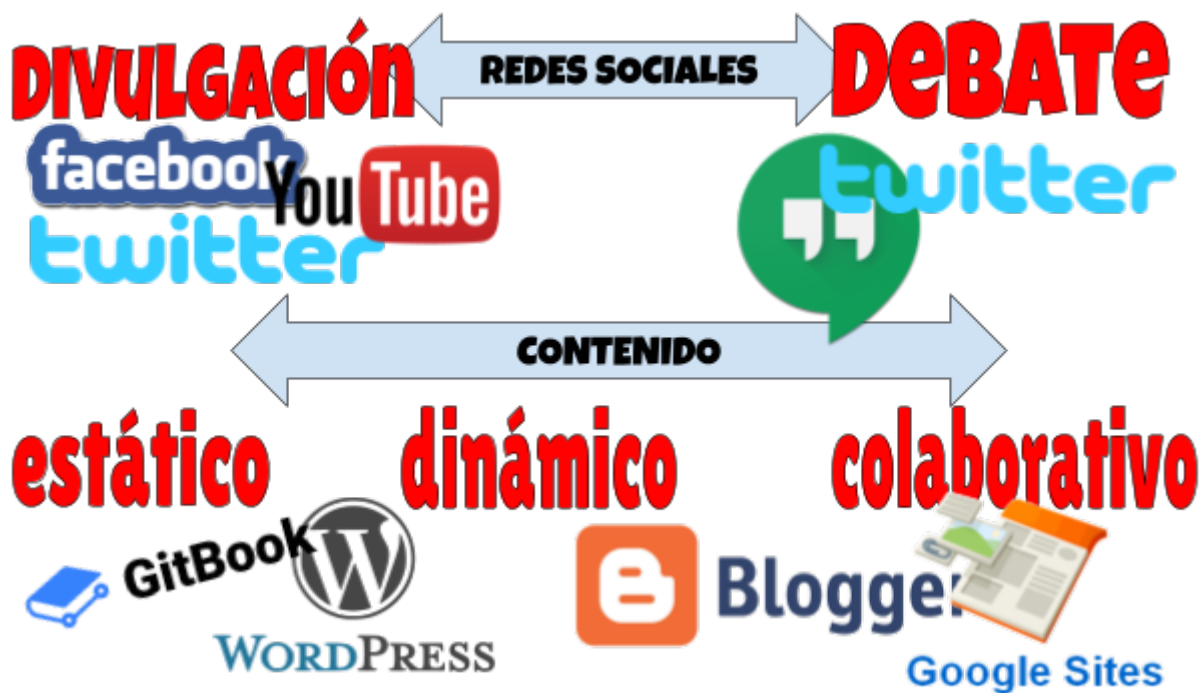 DIVULGACIÓN
REDES SOCIALES
DEBATE
facebook
YouTube
twitter
twitter
CONTENIDO
estático
dinámico
colaborativo
GitBook
WORDPRESS
Blogger
Google Sites